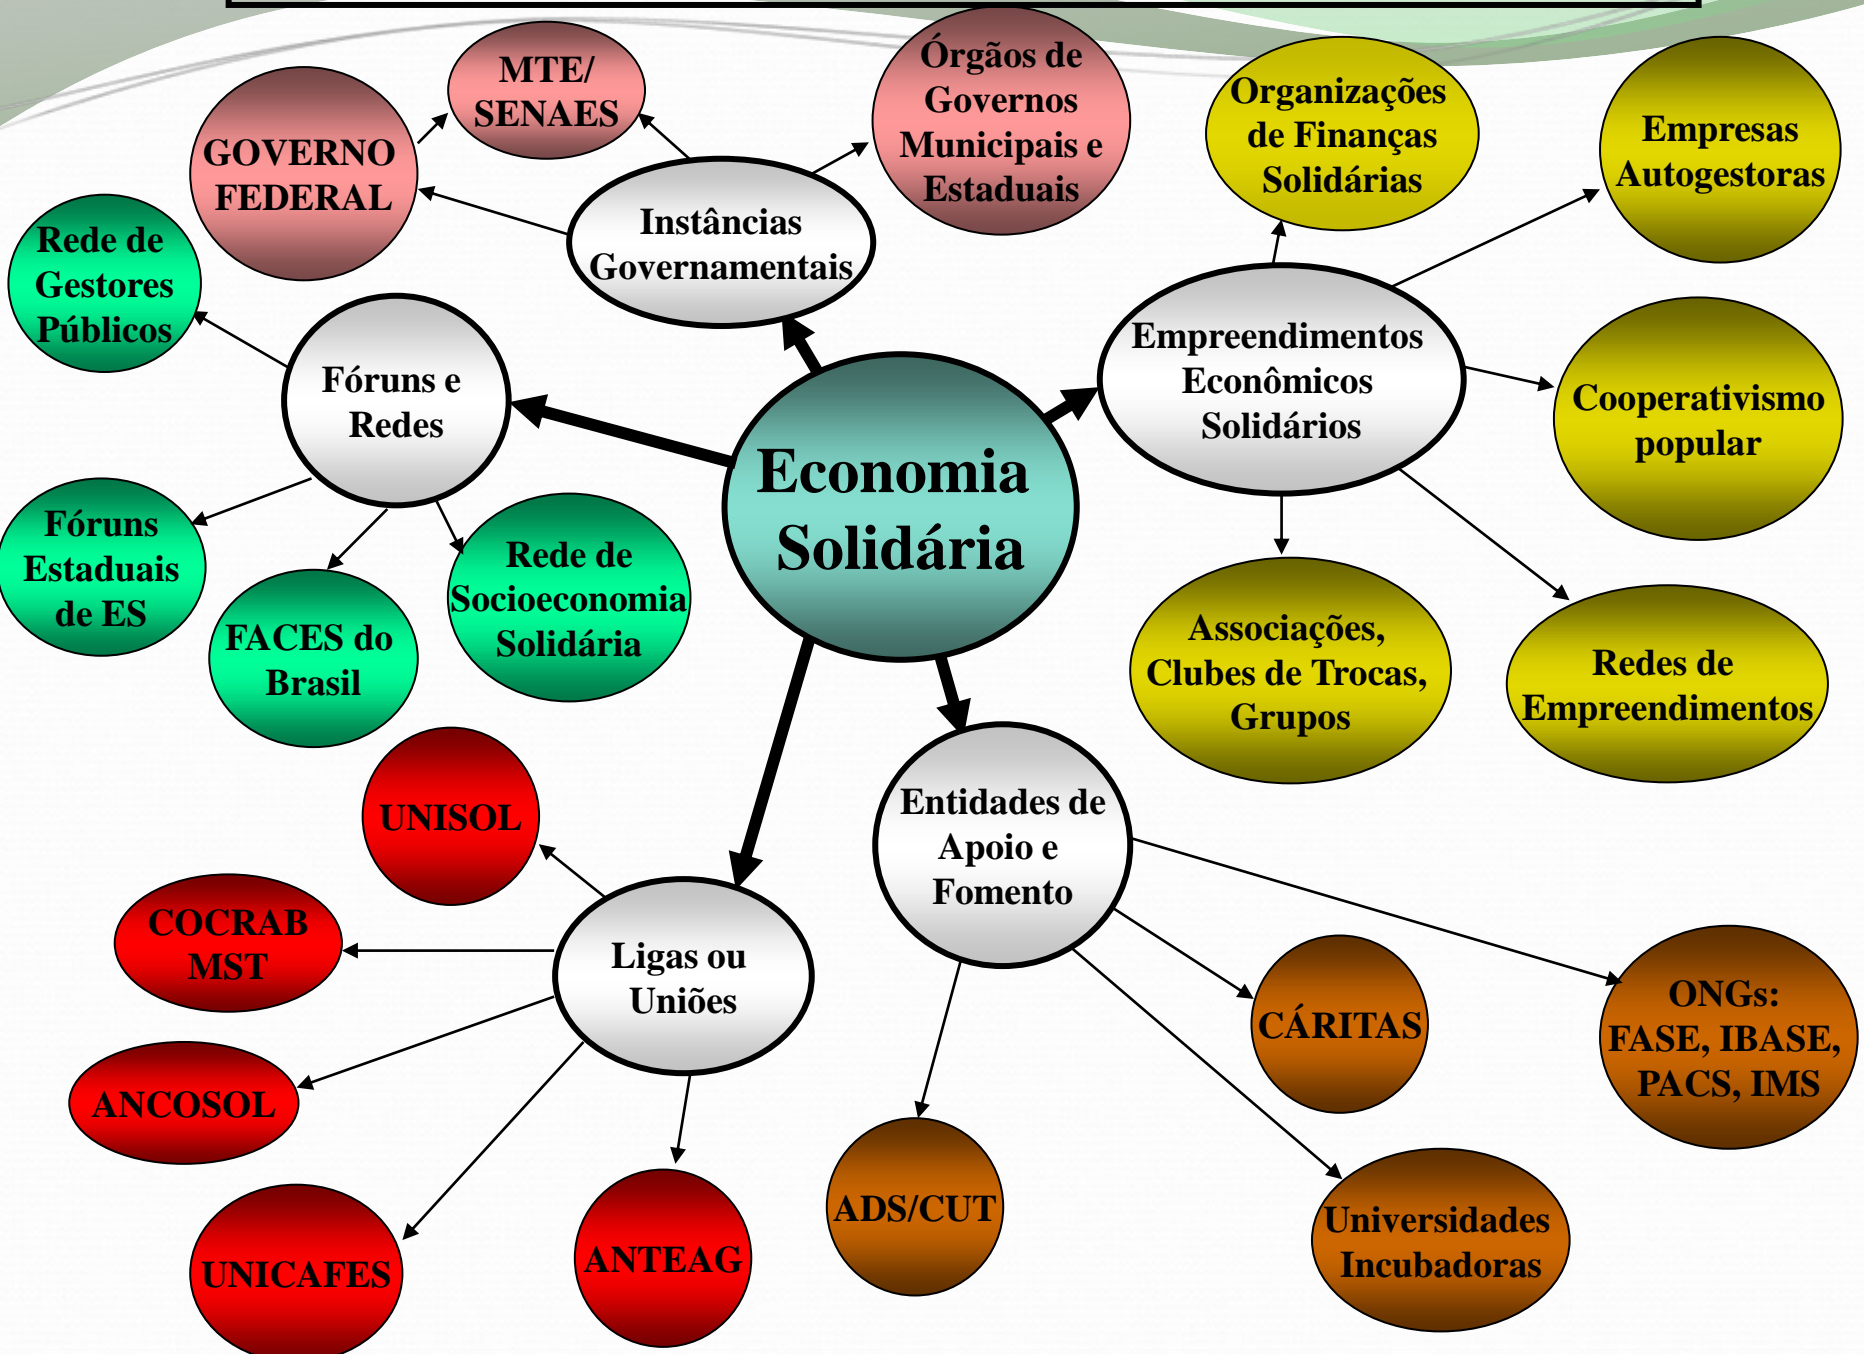 MTE/
SENAES
Órgãos de
Governos
Municipais e
Estaduais
Organizações
de Finanças
Solidárias
Empresas
Autogestoras
GOVERNO
FEDERAL
Instâncias
Governamentais
Rede de
Gestores
Públicos
Fóruns e
Redes
Empreendimentos
Econômicos
Solidários
Cooperativismo
popular
Economia
Solidária
Fóruns
Estaduais
de ES
FACES do
Brasil
Rede de
Socioeconomia
Solidária
Associações,
Clubes de Trocas,
Grupos
Redes de
Empreendimentos
UNISOL
Entidades de
Apoio e
Fomento
COCRAB
MST
Ligas ou
Uniões
CÁRITAS
ONGs:
FASE, IBASE,
PACS, IMS
ANCOSOL
UNICAFES
ANTEAG
ADS/CUT
Universidades
Incubadoras